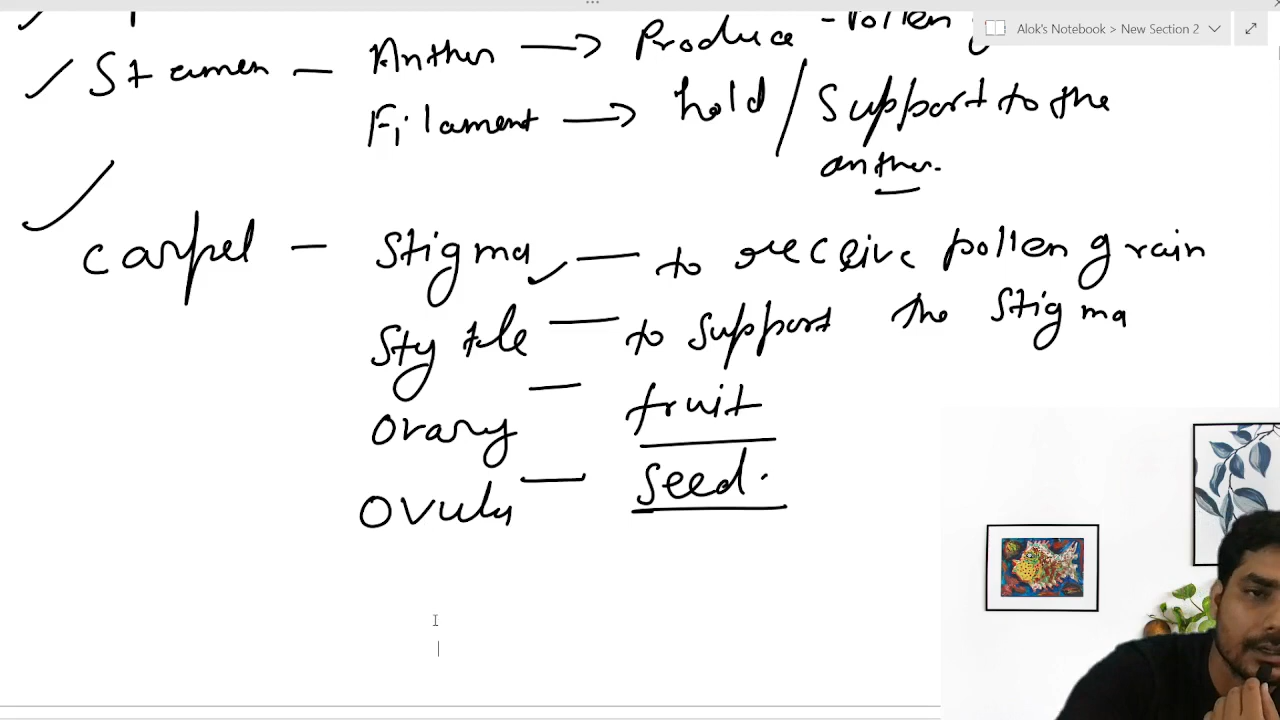 Alok's Notebook > New Section 2
Stamen — Anther → Produce - Pollen g
Filament → hold / Support to the
anther.
carpel — Stigma — to receive pollen grain
Style — to support the Stigma
Ovary — fruit
Ovule — Seed.